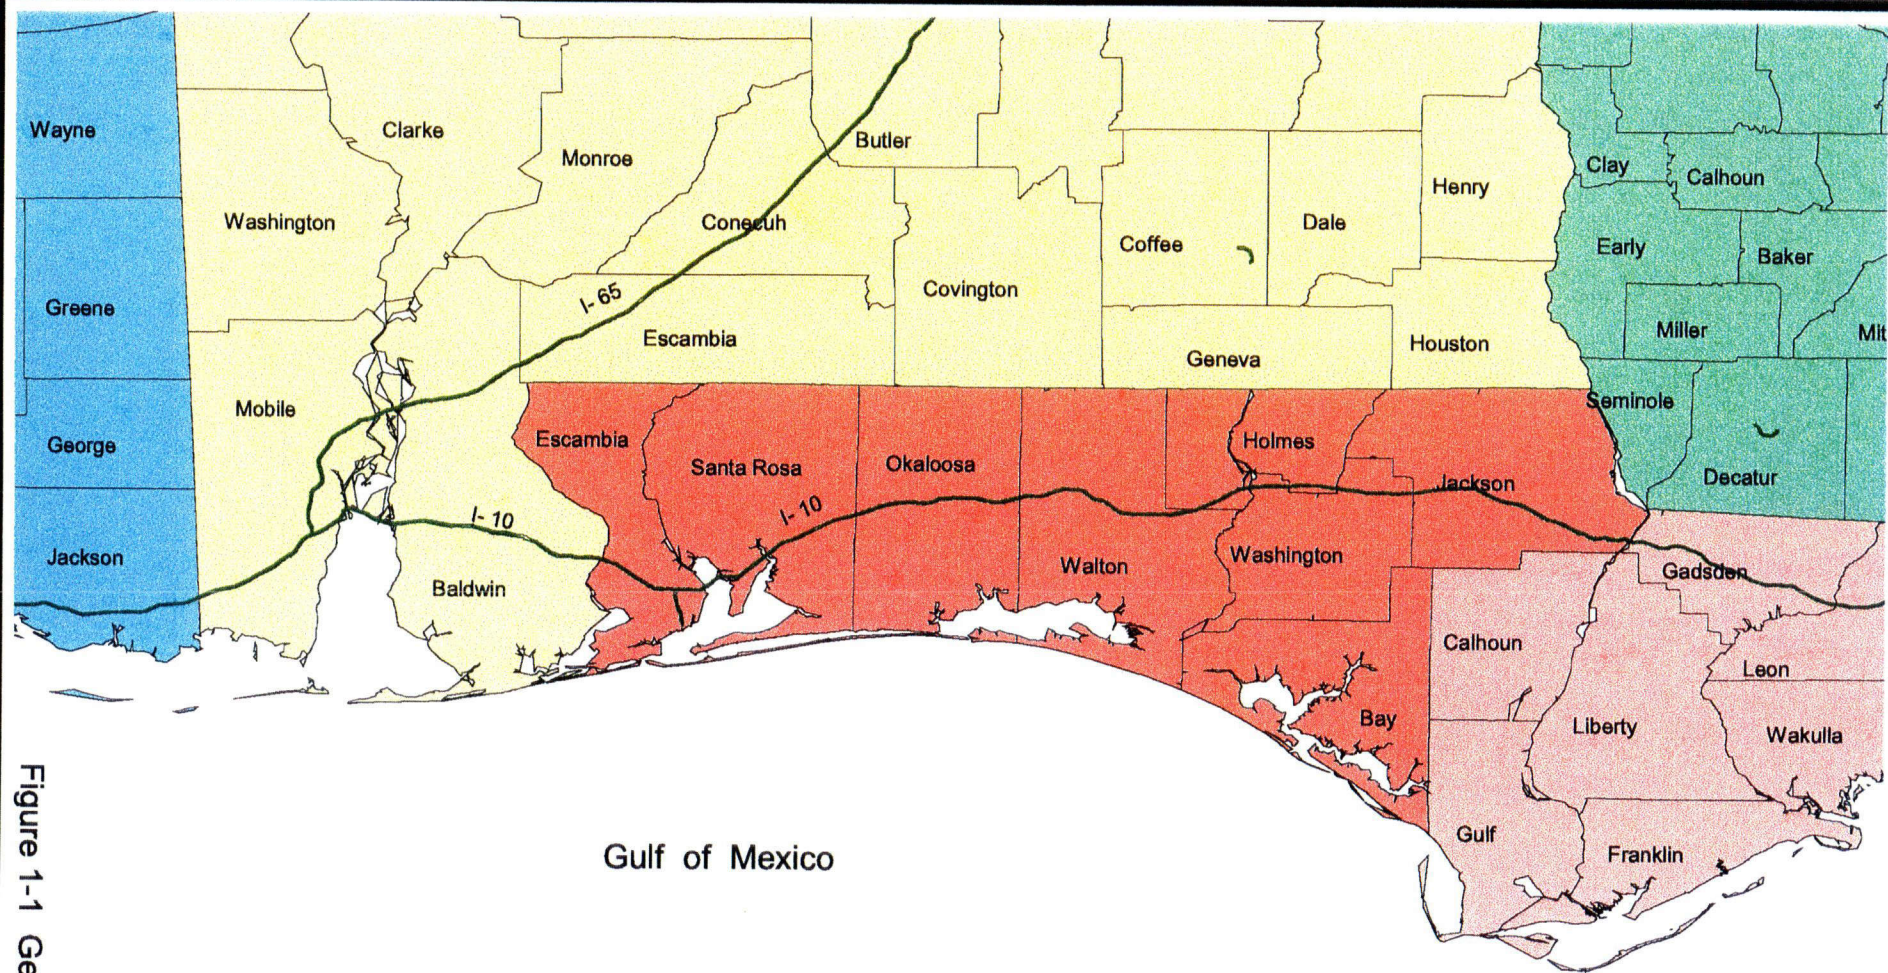 Wayne
Clarke
Monroe
Butler
Clay
Calhoun
Henry
Washington
Conecuh
Coffee
Dale
Early
Baker
Greene
I- 65
Covington
Escambia
Geneva
Houston
Miller
Mit
Mobile
Seminole
George
Escambia
Santa Rosa
Okaloosa
Holmes
Jackson
Decatur
I- 10
I- 10
Jackson
Baldwin
Walton
Washington
Gadsden
Calhoun
Leon
Bay
Liberty
Wakulla
Gulf
Franklin
Gulf of Mexico
Figure 1-1 Ge